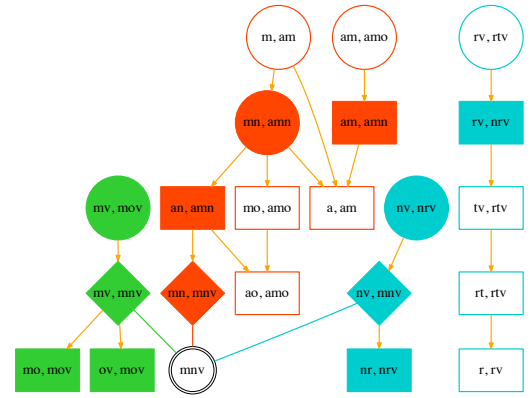 m, am
am, amo
rv, rtv
mn, amn
am, amn
rv, nrv
mv, mov
an, amn
mo, amo
a, am
nv, nrv
tv, rtv
mv, mnv
mn, mnv
ao, amo
nv, mnv
rt, rtv
mo, mov
ov, mov
mnv
nr, nrv
r, rv